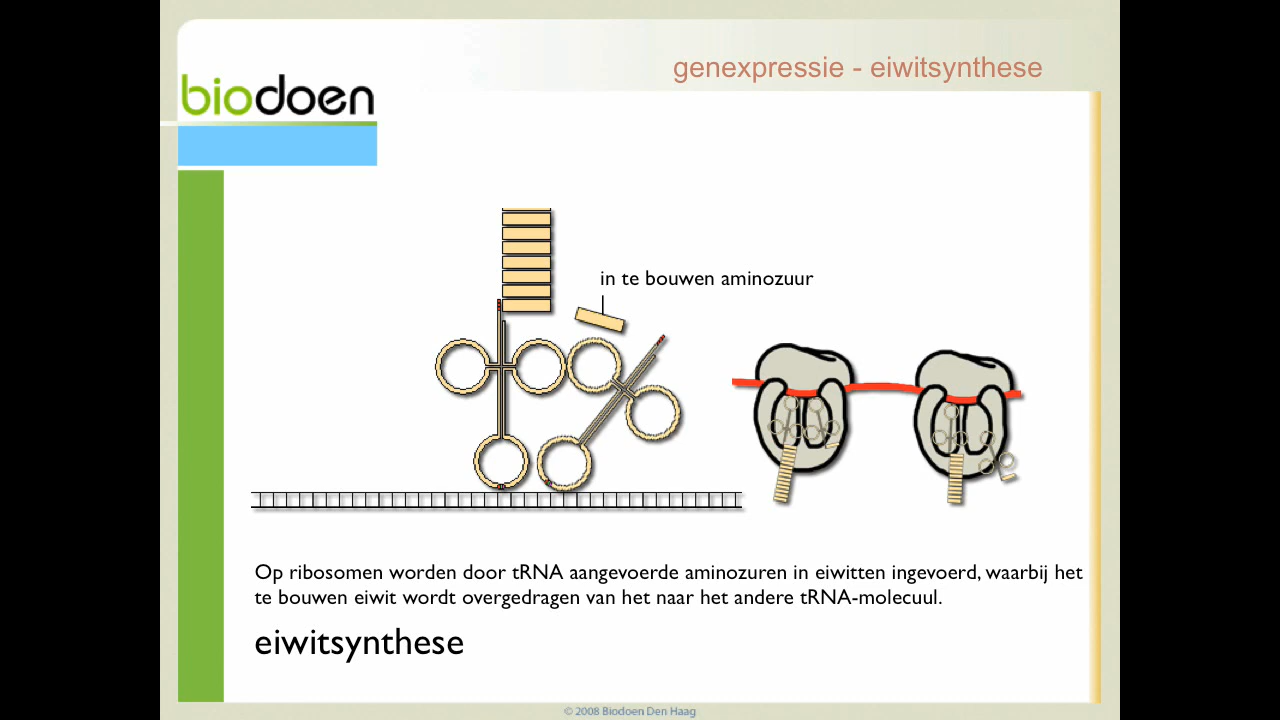 genexpressie - eiwitsynthese
biodoen
in te bouwen aminozuur
Op ribosomen worden door tRNA aangevoerde aminozuren in eiwitten ingevoerd, waarbij het
te bouwen eiwit wordt overgedragen van het naar het andere tRNA-molecuul.
eiwitsynthese
© 2008 Biodoen Den Haag